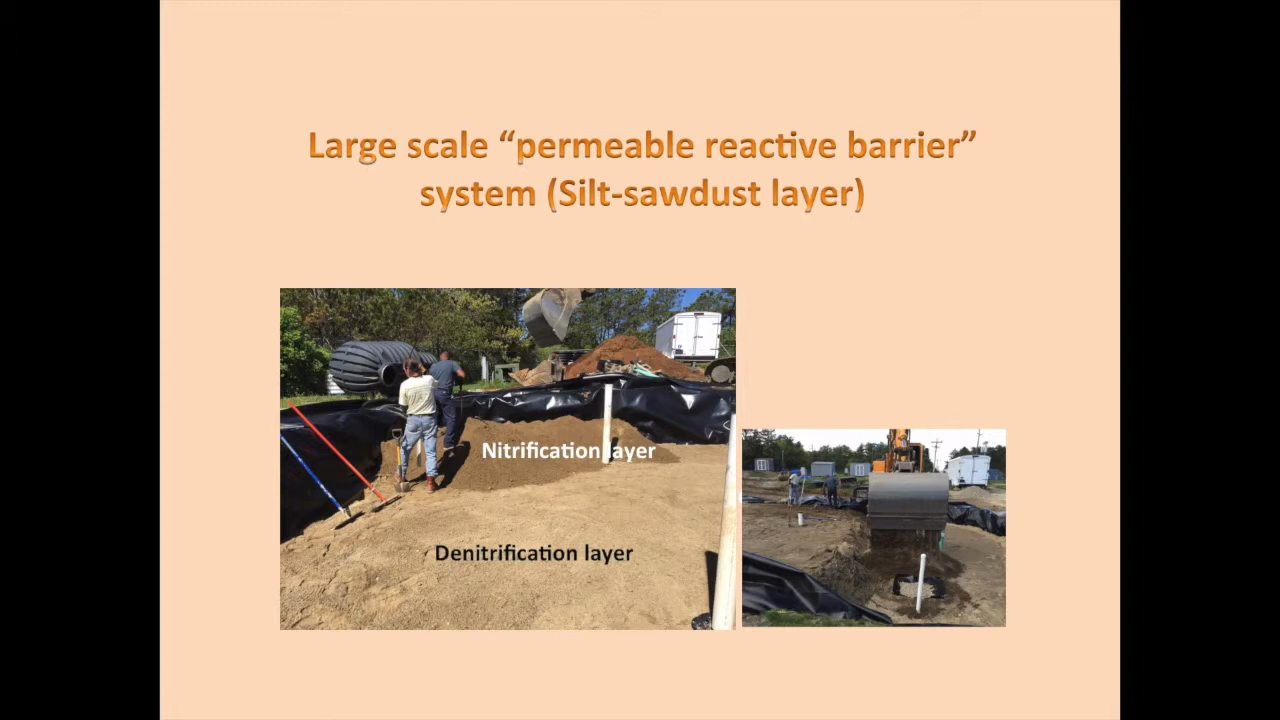 Large scale “permeable reactive barrier”
system (Silt-sawdust layer)
Nitrification layer
Denitrification layer